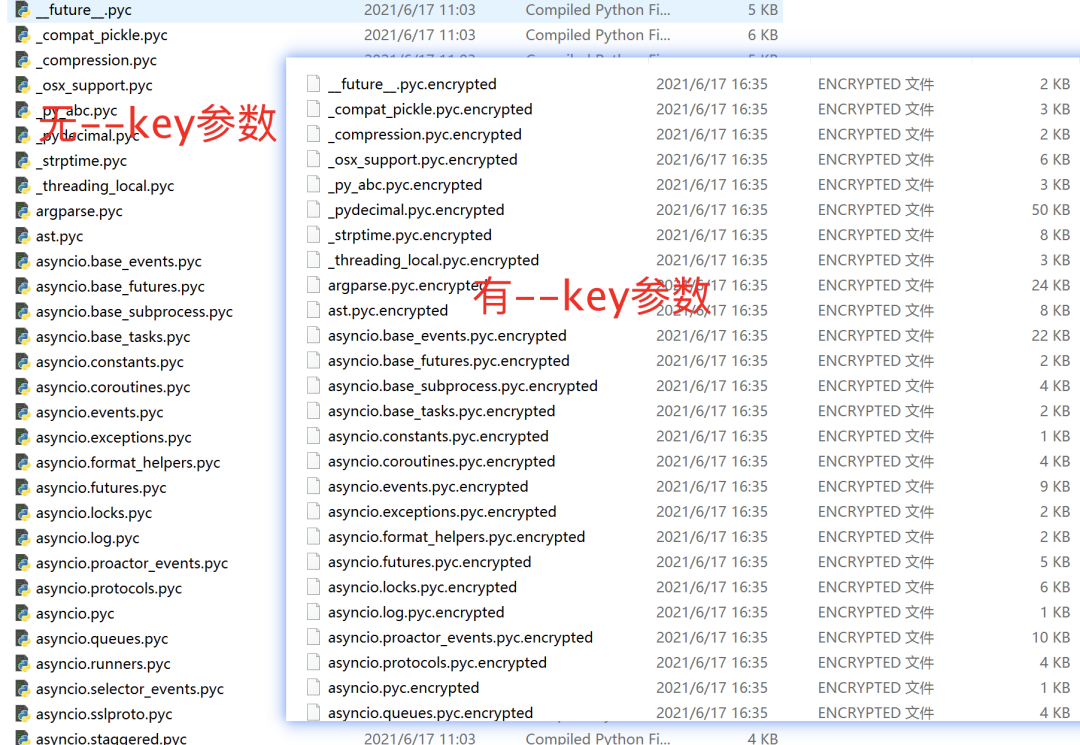 __future__.pyc 2021/6/17 11:03 Compiled Python Fi... 5 KB
_compat_pickle.pyc 2021/6/17 11:03 Compiled Python Fi... 6 KB
_compression.pyc
_osx_support.pyc
_py_abc.pyc
_pydecimal.pyc
无--key参数
_strptime.pyc
_threading_local.pyc
argparse.pyc
ast.pyc
asyncio.base_events.pyc
asyncio.base_futures.pyc
asyncio.base_subprocess.pyc
asyncio.base_tasks.pyc
asyncio.constants.pyc
asyncio.coroutines.pyc
asyncio.events.pyc
asyncio.exceptions.pyc
asyncio.format_helpers.pyc
asyncio.futures.pyc
asyncio.locks.pyc
asyncio.log.pyc
asyncio.proactor_events.pyc
asyncio.protocols.pyc
asyncio.pyc
asyncio.queues.pyc
asyncio.runners.pyc
asyncio.selector_events.pyc
asyncio.sslproto.pyc
asyncio.staggered.pyc 2021/6/17 11:03 Compiled Python Fi... 4 KB
__future__.pyc.encrypted 2021/6/17 16:35 ENCRYPTED 文件 2 KB
_compat_pickle.pyc.encrypted 2021/6/17 16:35 ENCRYPTED 文件 3 KB
_compression.pyc.encrypted 2021/6/17 16:35 ENCRYPTED 文件 2 KB
_osx_support.pyc.encrypted 2021/6/17 16:35 ENCRYPTED 文件 6 KB
_py_abc.pyc.encrypted 2021/6/17 16:35 ENCRYPTED 文件 3 KB
_pydecimal.pyc.encrypted 2021/6/17 16:35 ENCRYPTED 文件 50 KB
_strptime.pyc.encrypted 2021/6/17 16:35 ENCRYPTED 文件 8 KB
_threading_local.pyc.encrypted 2021/6/17 16:35 ENCRYPTED 文件 3 KB
argparse.pyc.encrypted 2021/6/17 16:35 ENCRYPTED 文件 24 KB
有--key参数
ast.pyc.encrypted 2021/6/17 16:35 ENCRYPTED 文件 8 KB
asyncio.base_events.pyc.encrypted 2021/6/17 16:35 ENCRYPTED 文件 22 KB
asyncio.base_futures.pyc.encrypted 2021/6/17 16:35 ENCRYPTED 文件 2 KB
asyncio.base_subprocess.pyc.encrypted 2021/6/17 16:35 ENCRYPTED 文件 4 KB
asyncio.base_tasks.pyc.encrypted 2021/6/17 16:35 ENCRYPTED 文件 2 KB
asyncio.constants.pyc.encrypted 2021/6/17 16:35 ENCRYPTED 文件 1 KB
asyncio.coroutines.pyc.encrypted 2021/6/17 16:35 ENCRYPTED 文件 4 KB
asyncio.events.pyc.encrypted 2021/6/17 16:35 ENCRYPTED 文件 9 KB
asyncio.exceptions.pyc.encrypted 2021/6/17 16:35 ENCRYPTED 文件 2 KB
asyncio.format_helpers.pyc.encrypted 2021/6/17 16:35 ENCRYPTED 文件 2 KB
asyncio.futures.pyc.encrypted 2021/6/17 16:35 ENCRYPTED 文件 5 KB
asyncio.locks.pyc.encrypted 2021/6/17 16:35 ENCRYPTED 文件 6 KB
asyncio.log.pyc.encrypted 2021/6/17 16:35 ENCRYPTED 文件 1 KB
asyncio.proactor_events.pyc.encrypted 2021/6/17 16:35 ENCRYPTED 文件 10 KB
asyncio.protocols.pyc.encrypted 2021/6/17 16:35 ENCRYPTED 文件 4 KB
asyncio.pyc.encrypted 2021/6/17 16:35 ENCRYPTED 文件 1 KB
asyncio.queues.pyc.encrypted 2021/6/17 16:35 ENCRYPTED 文件 4 KB